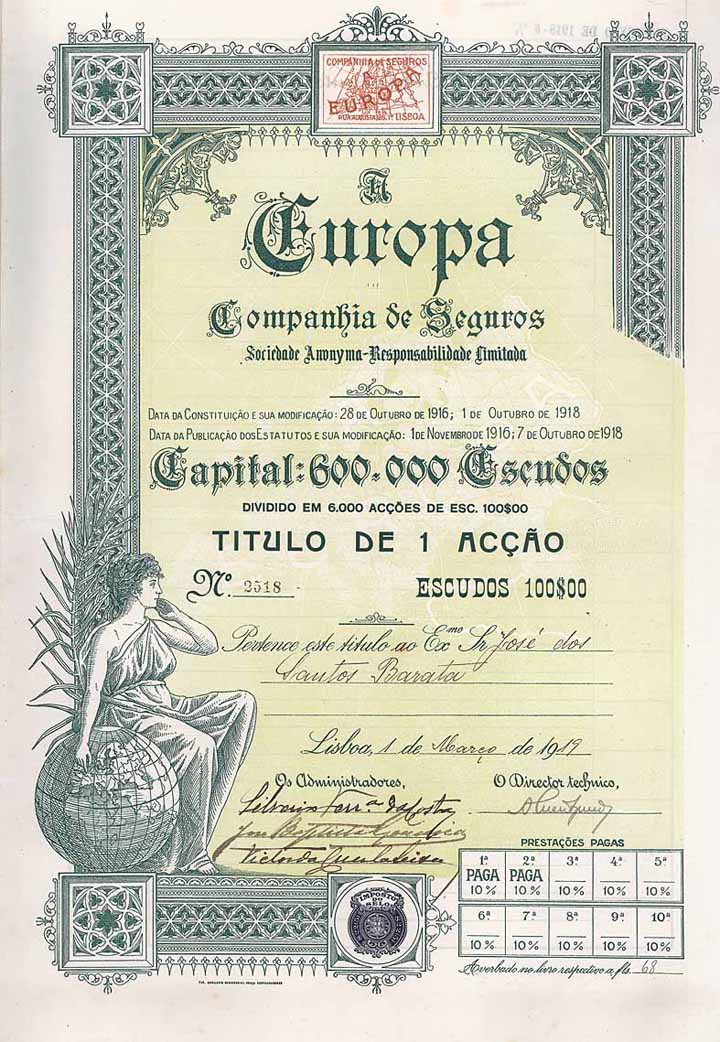 COMPANHIA DE SEGUROS
A
EUROPA
LISBOA
A
Europa
Companhia de Seguros
Sociedade Anonyma-Responsabilidade Limitada
DATA DA CONSTITUIÇÃO E SUA MODIFICAÇÃO: 28 DE OUTUBRO DE 1916; 1 DE OUTUBRO DE 1918
DATA DA PUBLICAÇÃO DOS ESTATUTOS E SUA MODIFICAÇÃO: 1 DE NOVEMBRO DE 1916; 7 DE OUTUBRO DE 1918
Capital: 600.000 Escudos
DIVIDIDO EM 6.000 ACÇÕES DE ESC. 100$00
TITULO DE 1 ACÇÃO
Nº 2518 ESCUDOS 100$00
Pertence este titulo ao Exmo Sr José dos
Santos Barata
Lisboa, 1 de Março de 1919
Os Administradores, O Director technico,
PRESTAÇÕES PAGAS
1ª 2ª 3ª 4ª 5ª
PAGA PAGA
10% 10% 10% 10% 10%
6ª 7ª 8ª 9ª 10ª
10% 10% 10% 10% 10%
IMPOSTO DO
Averbado no livro respectivo a fls. 68